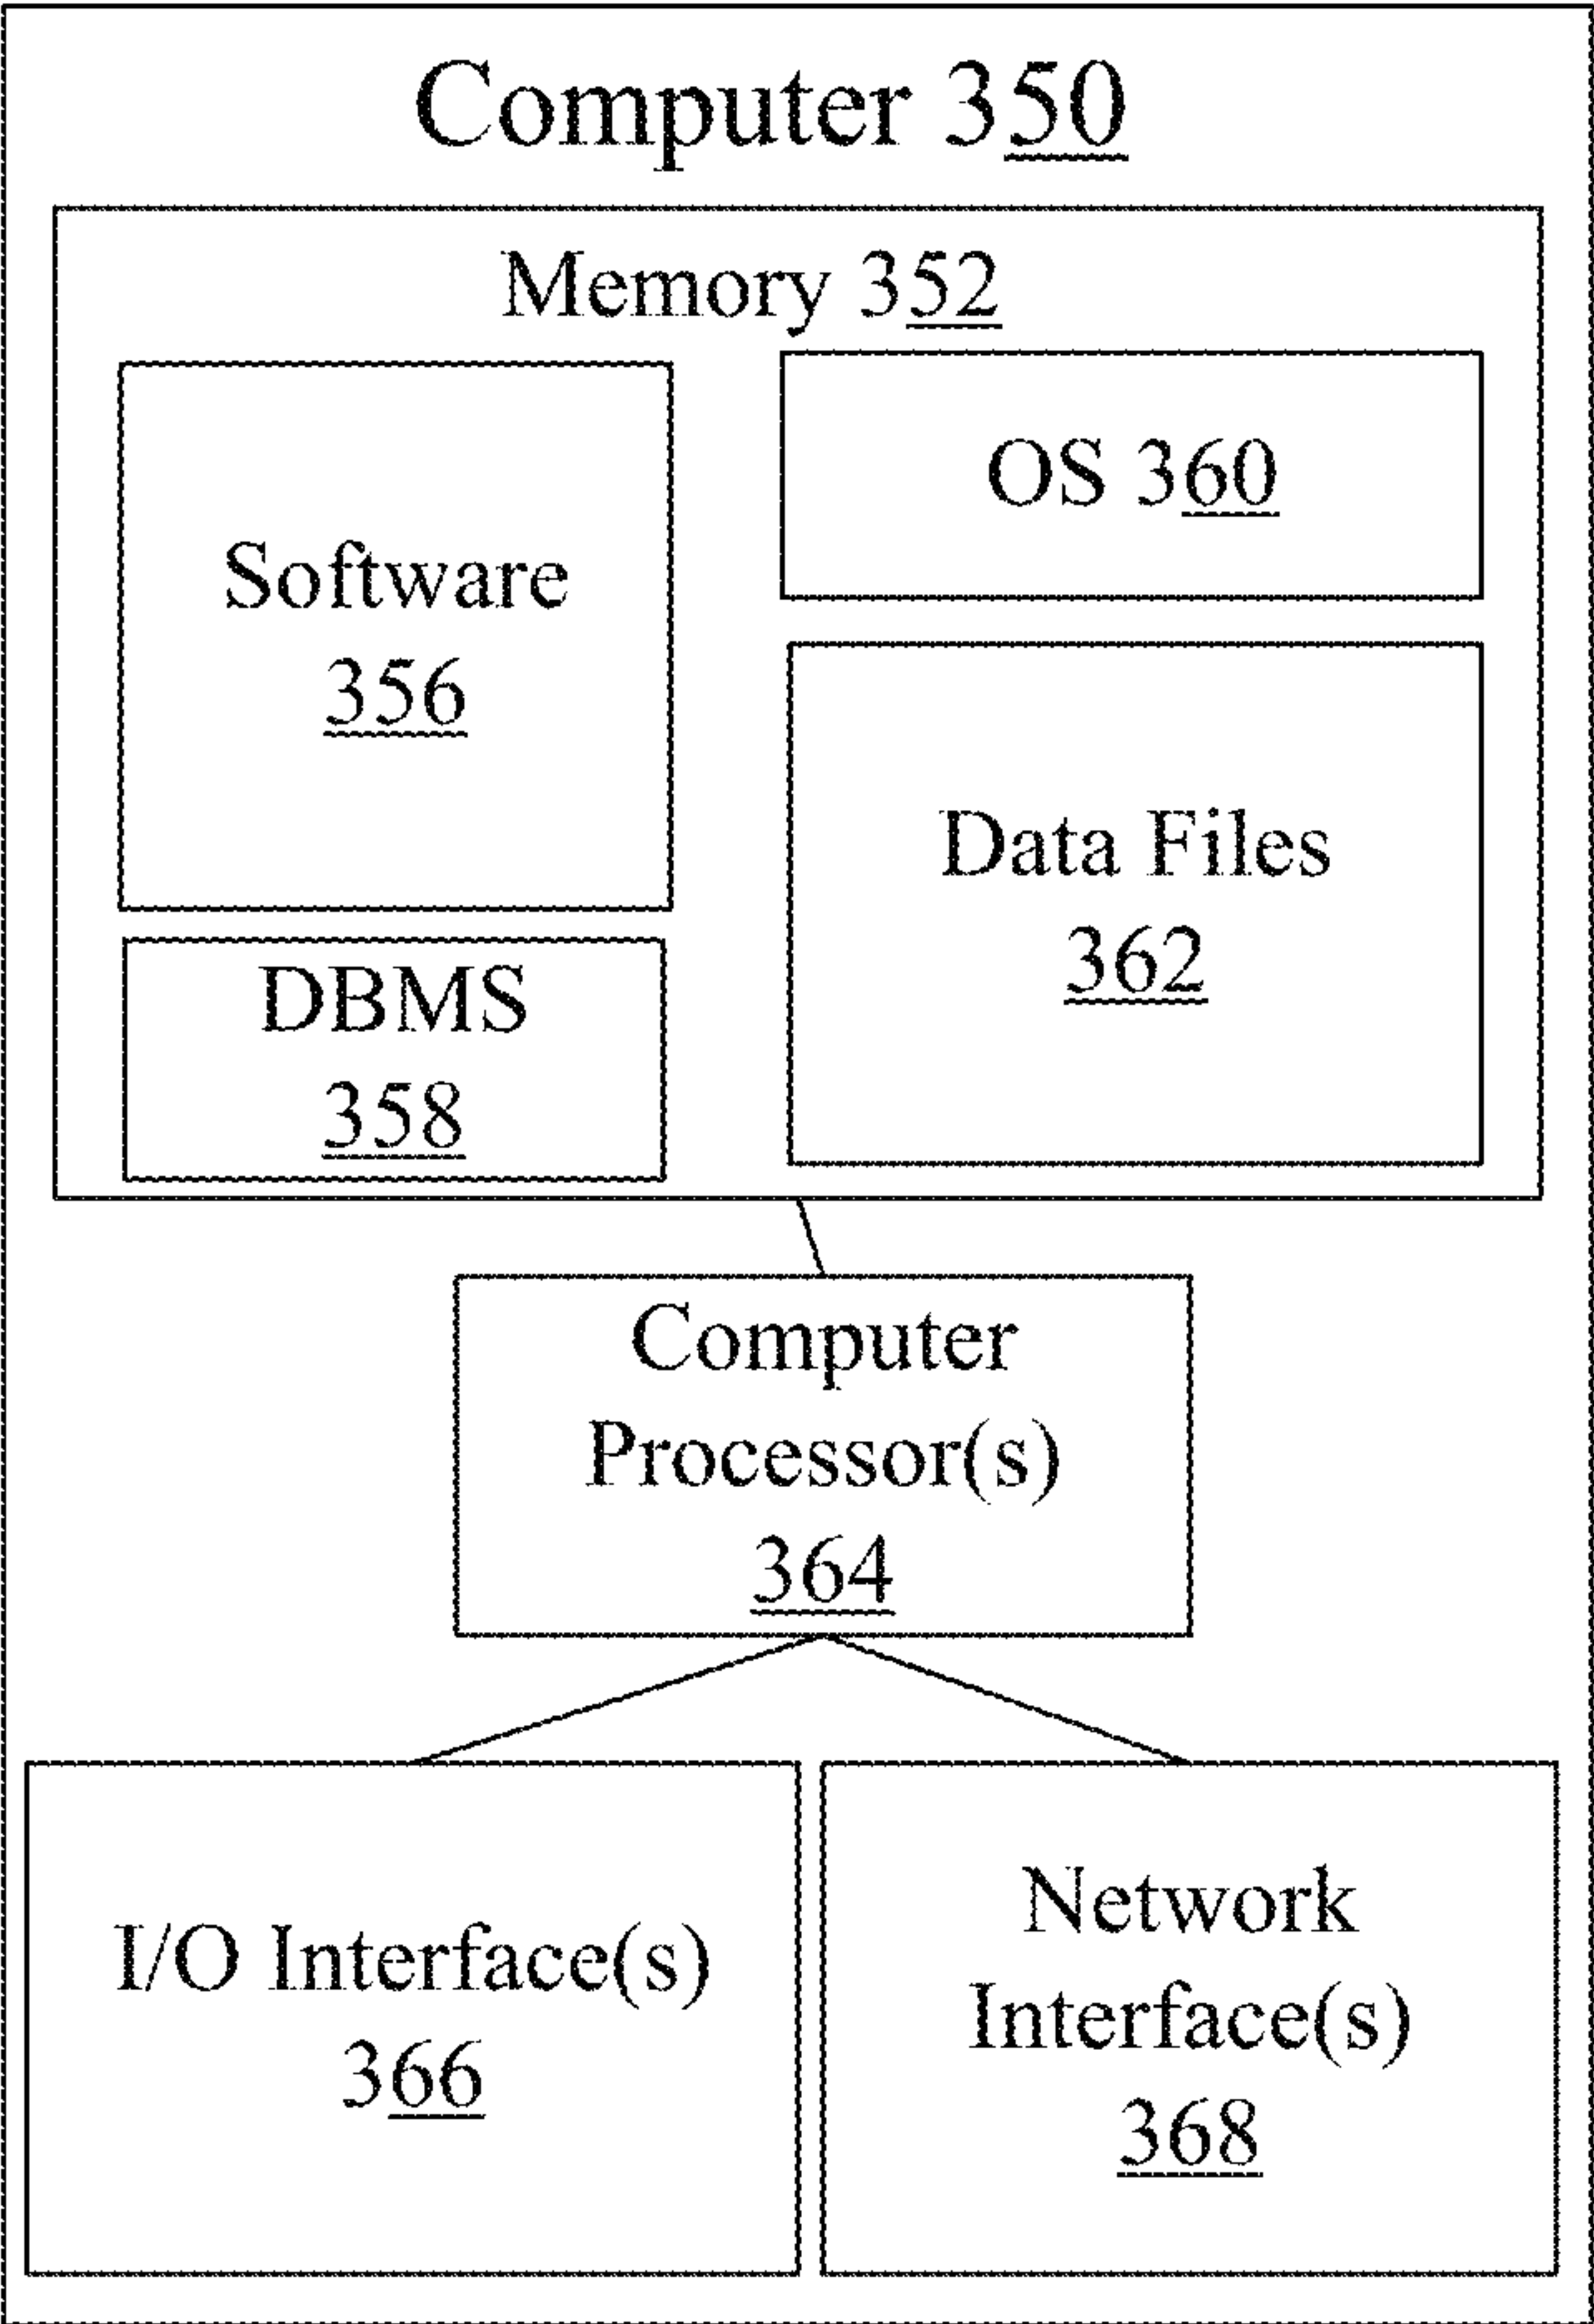 Computer 350
Memory 352
Software
356
OS 360
Data Files
362
DBMS
358
Computer
Processor(s)
364
I/O Interface(s)
366
Network
Interface(s)
368